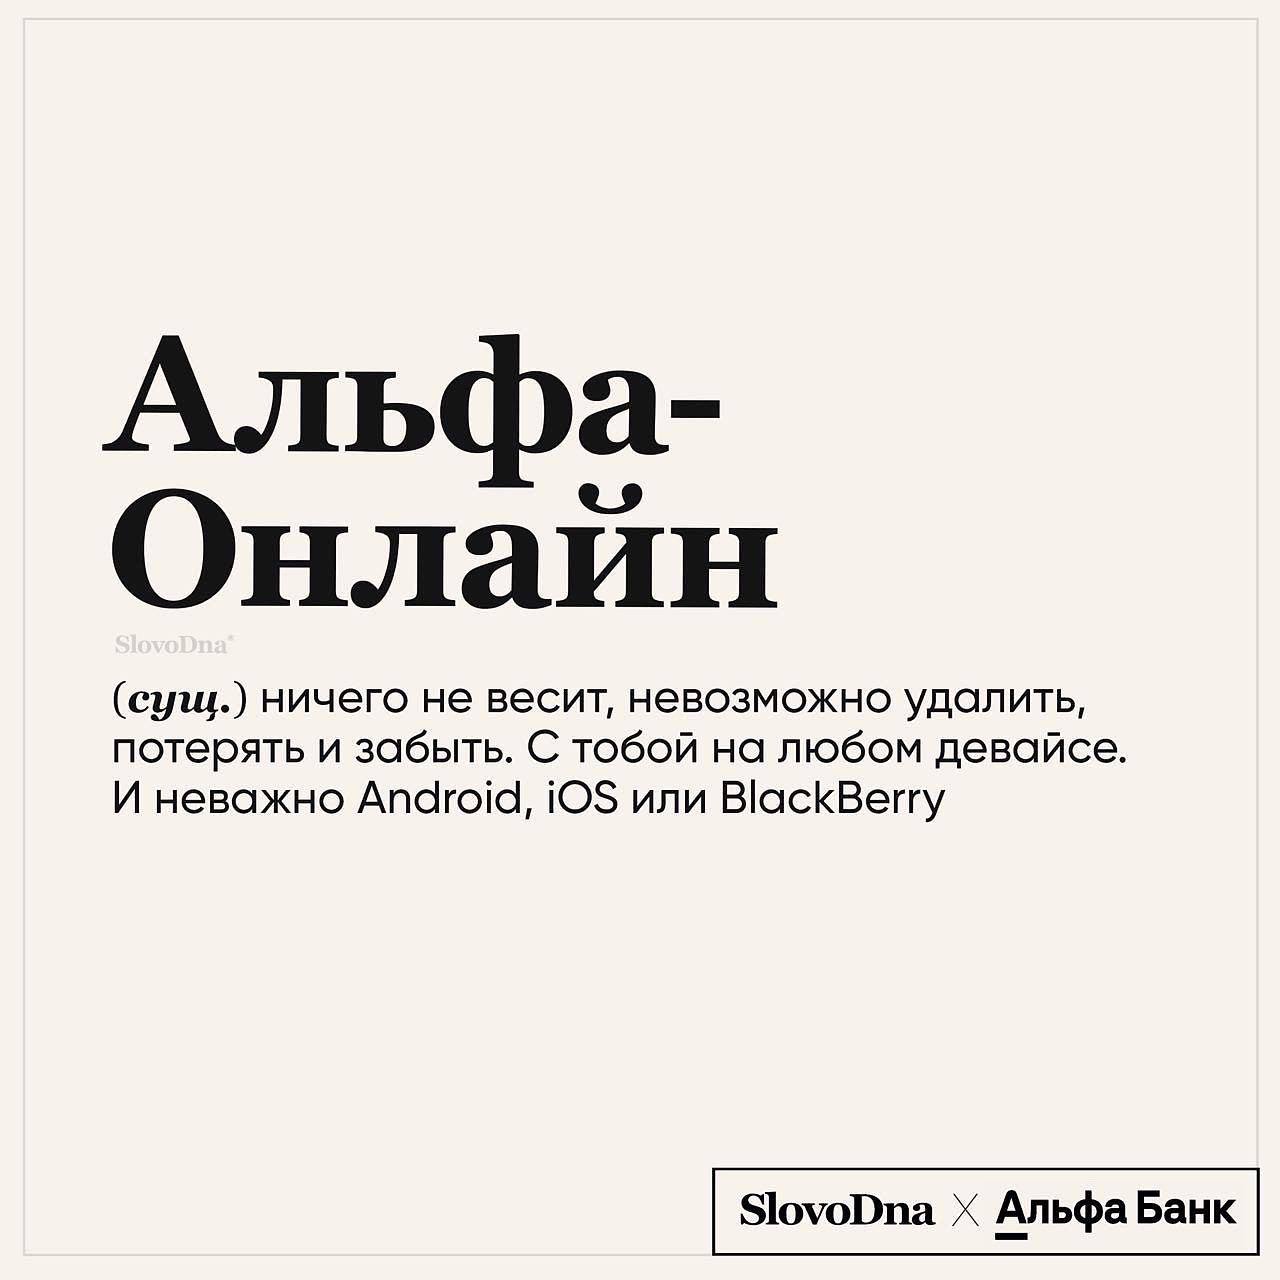 Альфа-
Онлайн
SlovoDna®
(сущ.) ничего не весит, невозможно удалить,
потерять и забыть. С тобой на любом девайсе.
И неважно Android, iOS или BlackBerry
SlovoDna X Альфа Банк